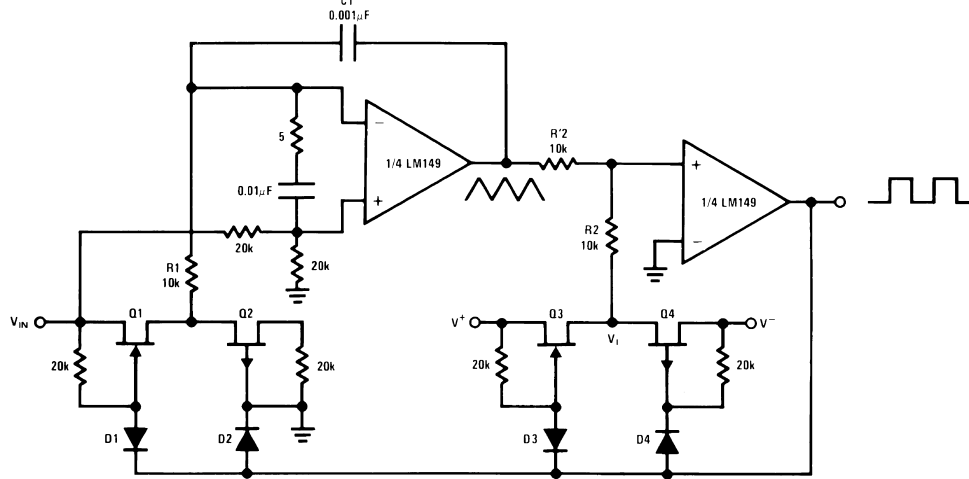 C1
0.001μF
5
0.01μF
−
+
1/4 LM149
R'2
10k
+
−
1/4 LM149
20k
20k
R2
10k
R1
10k
VIN
Q1
Q2
20k
20k
V+
Q3
VI
Q4
V−
20k
20k
D1
D2
D3
D4